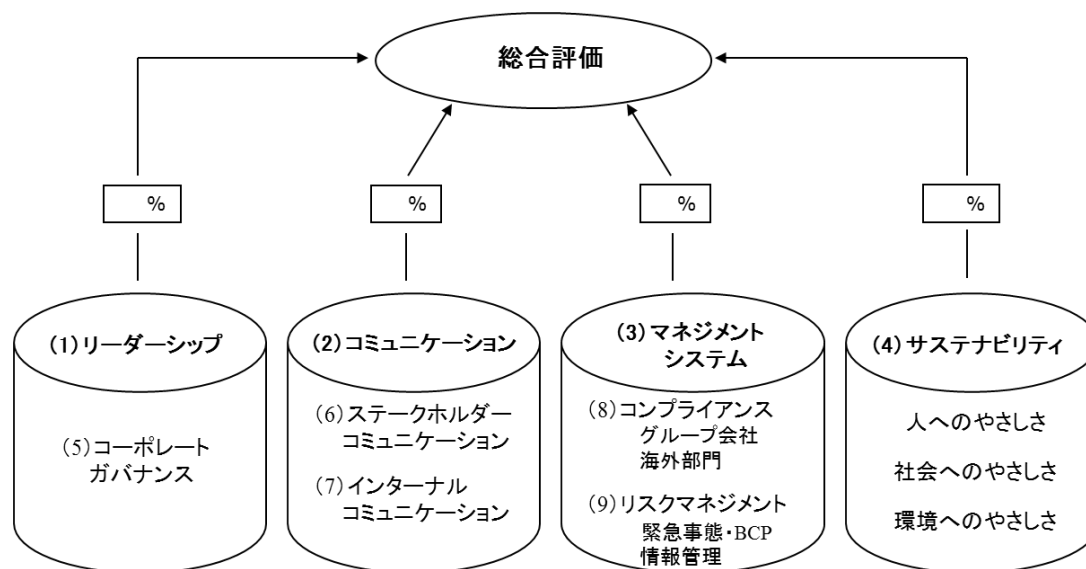 総合評価
%
%
%
%
(1)リーダーシップ
(5)コーポレート
ガバナンス
(2)コミュニケーション
(6)ステークホルダー
コミュニケーション
(7)インターナル
コミュニケーション
(3)マネジメント
システム
(8)コンプライアンス
グループ会社
海外部門
(9)リスクマネジメント
緊急事態・BCP
情報管理
(4)サステナビリティ
人へのやさしさ
社会へのやさしさ
環境へのやさしさ